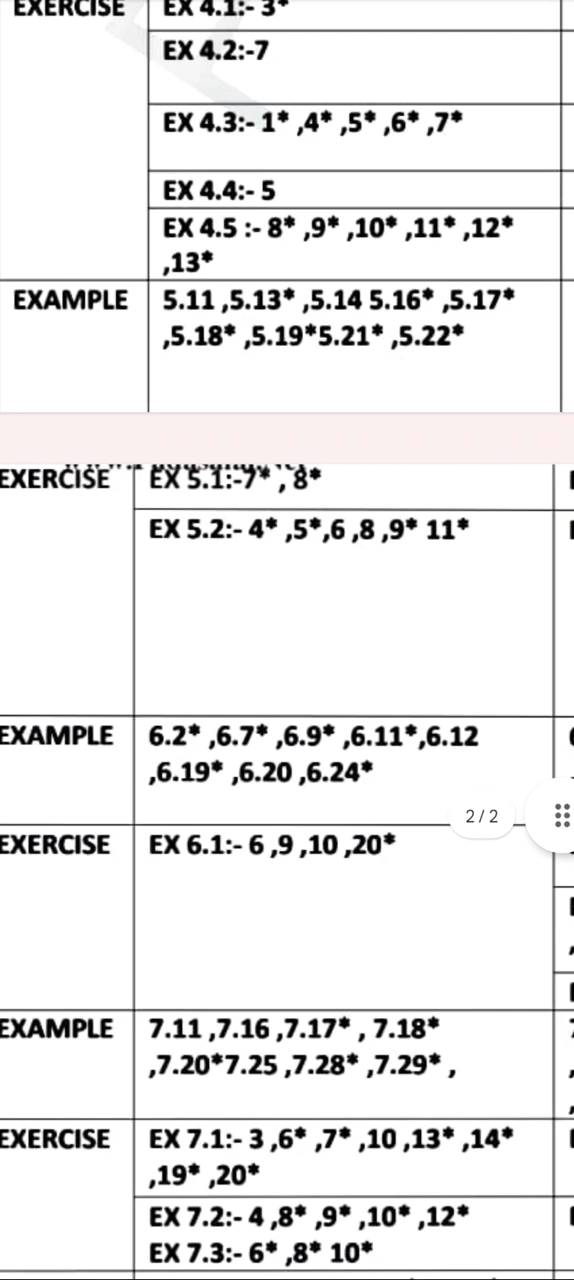 EXERCISE EX 4.1:- 3*
EX 4.2:-7
EX 4.3:- 1* ,4* ,5* ,6* ,7*
EX 4.4:- 5
EX 4.5 :- 8* ,9* ,10* ,11* ,12*
,13*
EXAMPLE 5.11 ,5.13* ,5.14 5.16* ,5.17*
,5.18* ,5.19*5.21* ,5.22*
EXERCISE EX 5.1:-7* , 8*
EX 5.2:- 4* ,5*,6 ,8 ,9* 11*
EXAMPLE 6.2* ,6.7* ,6.9* ,6.11*,6.12
,6.19* ,6.20 ,6.24*
2 / 2
EXERCISE EX 6.1:- 6 ,9 ,10 ,20*
EXAMPLE 7.11 ,7.16 ,7.17* , 7.18*
,7.20*7.25 ,7.28* ,7.29* ,
EXERCISE EX 7.1:- 3 ,6* ,7* ,10 ,13* ,14*
,19* ,20*
EX 7.2:- 4 ,8* ,9* ,10* ,12*
EX 7.3:- 6* ,8* 10*